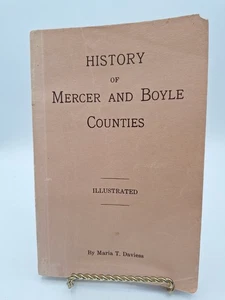 HISTORY
OF
MERCER AND BOYLE
COUNTIES
ILLUSTRATED
By Maria T. Daviess